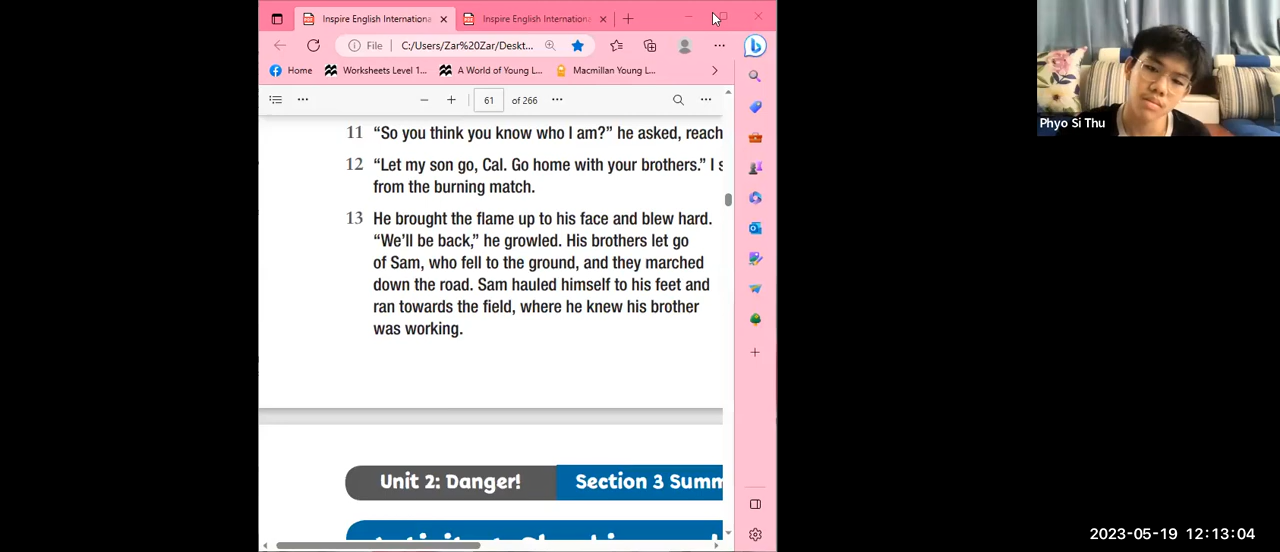 Inspire English Internationa
Inspire English Internationa
File
C:/Users/Zar%20Zar/Deskt...
Home
Worksheets Level 1...
A World of Young L...
Macmillan Young L...
61
of 266
11 “So you think you know who I am?” he asked, reach
12 “Let my son go, Cal. Go home with your brothers.” I s
from the burning match.
13 He brought the flame up to his face and blew hard.
“We’ll be back,” he growled. His brothers let go
of Sam, who fell to the ground, and they marched
down the road. Sam hauled himself to his feet and
ran towards the field, where he knew his brother
was working.
Unit 2: Danger!
Section 3 Summ
Phyo Si Thu
2023-05-19 12:13:04